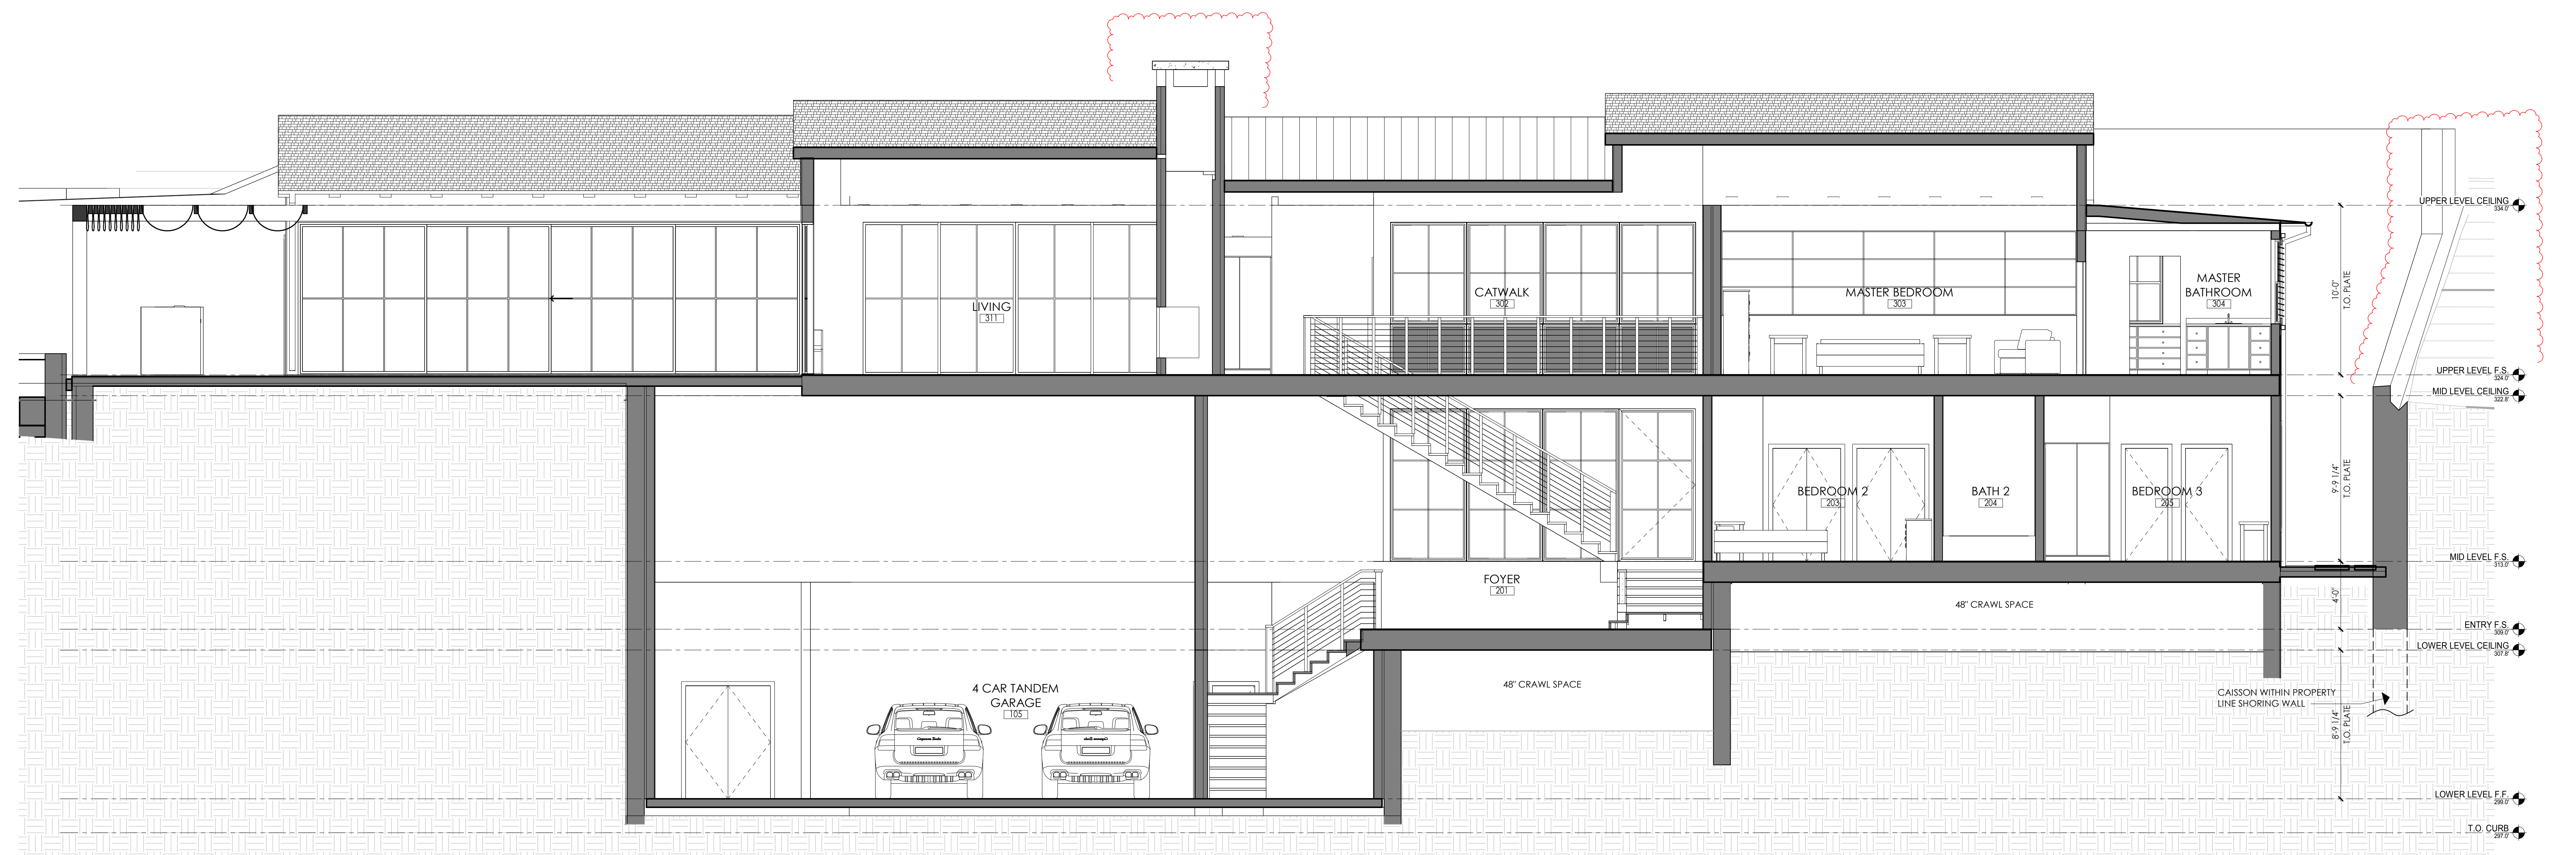 UPPER LEVEL CEILING
334.0'
MASTER
BATHROOM
304
MASTER BEDROOM
303
CATWALK
302
LIVING
311
10'-0"
T.O. PLATE
UPPER LEVEL F.S.
324.0'
MID LEVEL CEILING
322.8'
BEDROOM 2
203
BATH 2
204
BEDROOM 3
205
9'-9 1/4"
T.O. PLATE
MID LEVEL F.S.
313.0'
FOYER
201
48" CRAWL SPACE
4'-0"
ENTRY F.S.
309.0'
LOWER LEVEL CEILING
307.8'
48" CRAWL SPACE
4 CAR TANDEM
GARAGE
105
CAISSON WITHIN PROPERTY
LINE SHORING WALL
8'-9 1/4"
T.O. PLATE
LOWER LEVEL F.F.
299.0'
T.O. CURB
297.0'